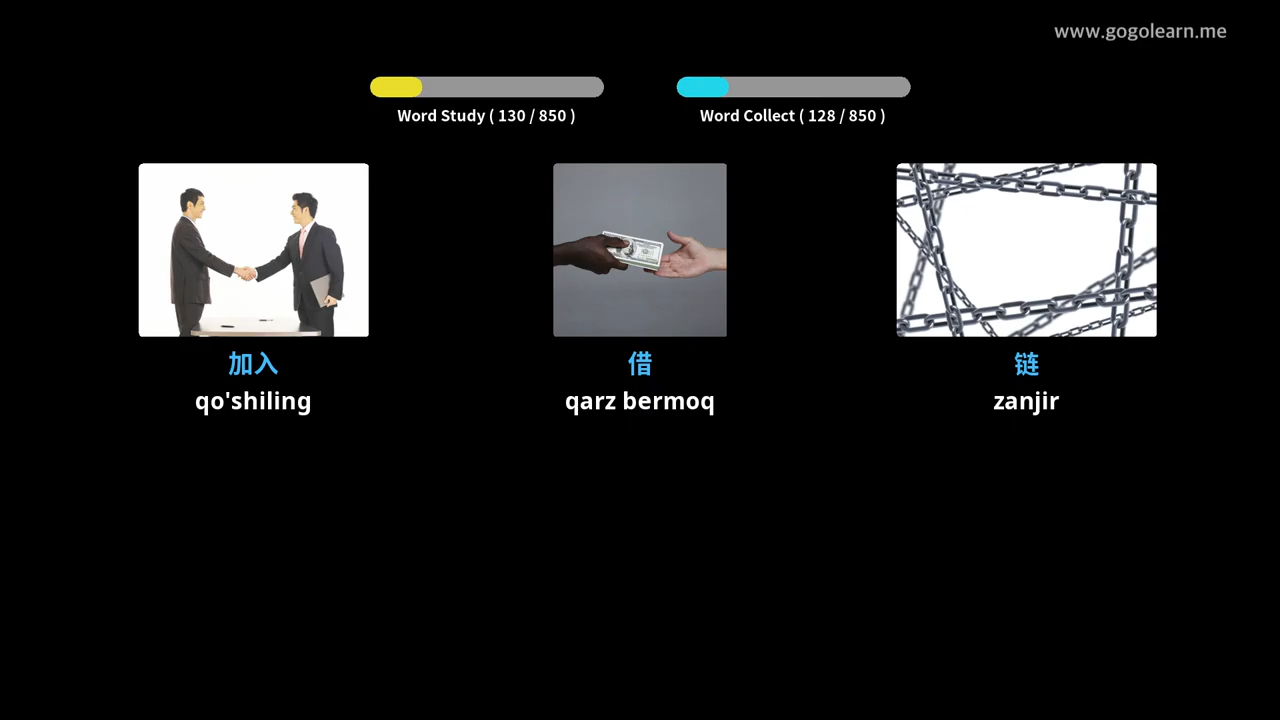 www.gogolearn.me
Word Study ( 130 / 850 )
Word Collect ( 128 / 850 )
加入
qo'shiling
借
qarz bermoq
链
zanjir